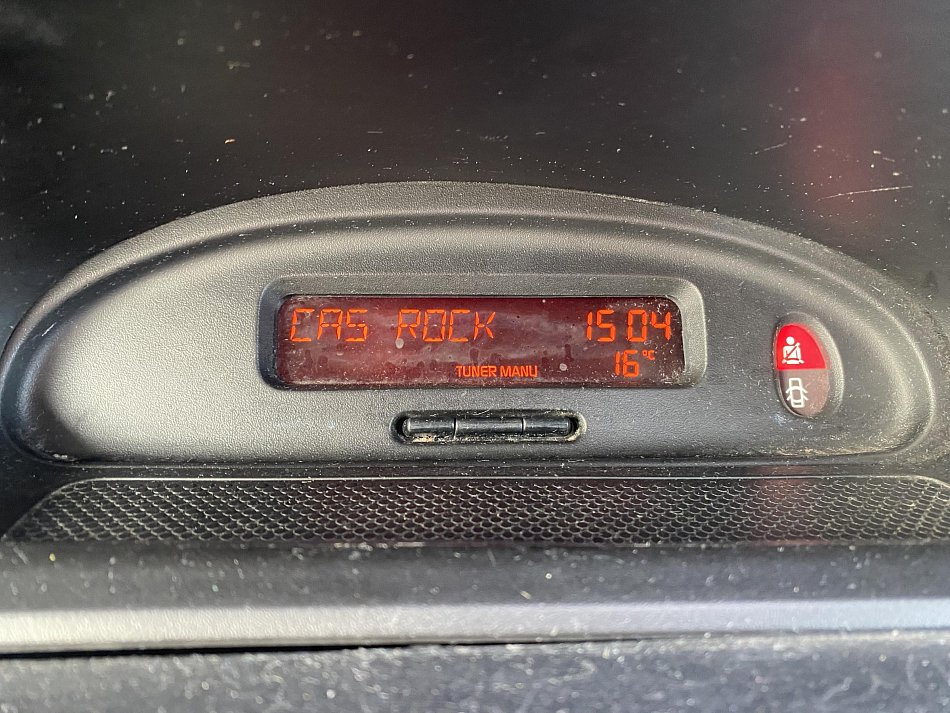 CAS ROCK 15 04
16 °C
TUNER MANU